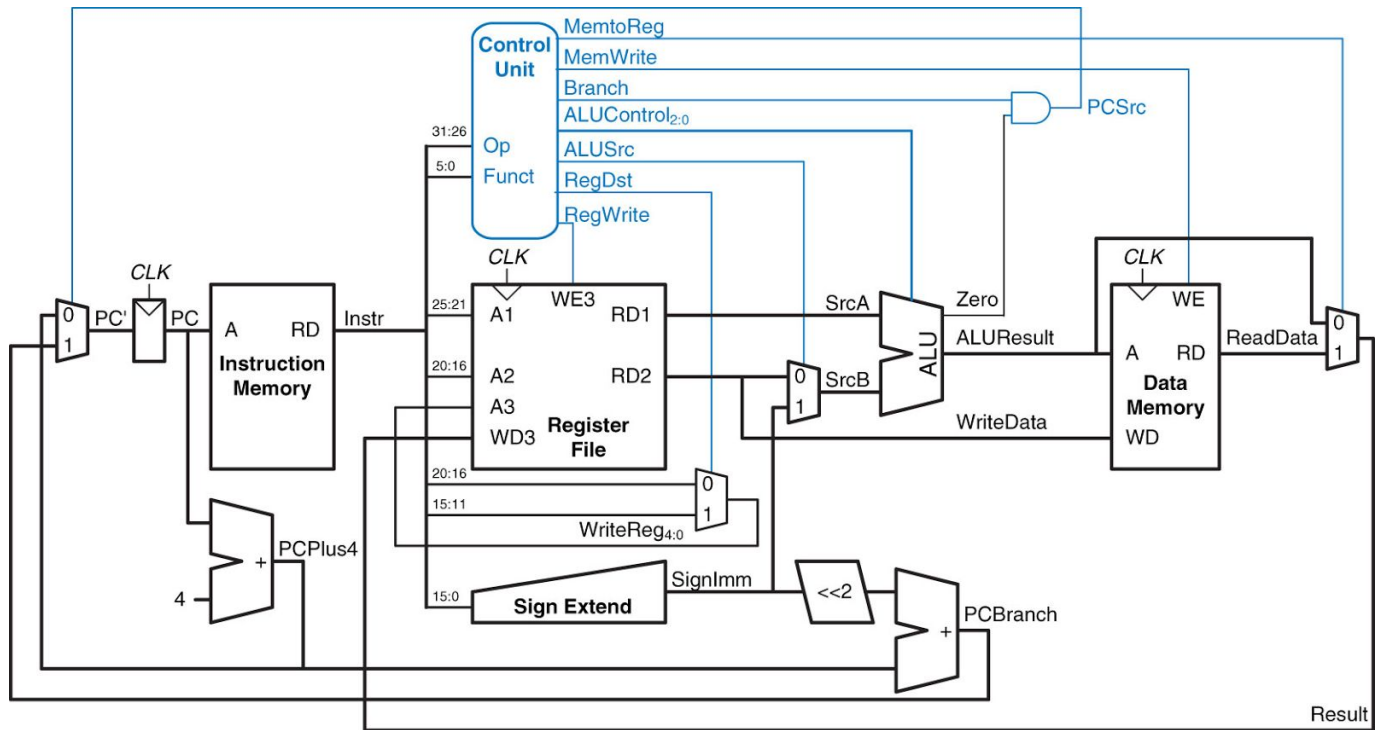 MemtoReg
Control
Unit
MemWrite
Branch
PCSrc
ALUControl2:0
31:26
Op
ALUSrc
5:0
Funct
RegDst
RegWrite
CLK
CLK
CLK
0
1
PC'
PC
A
RD
Instruction
Memory
Instr
25:21
A1
WE3
RD1
SrcA
Zero
WE
0
1
20:16
A2
RD2
0
1
SrcB
ALU
ALUResult
A
RD
ReadData
Data
Memory
A3
WD3
Register
File
WriteData
WD
20:16
0
15:11
1
WriteReg4:0
PCPlus4
+
4
SignImm
15:0
Sign Extend
<<2
PCBranch
+
Result